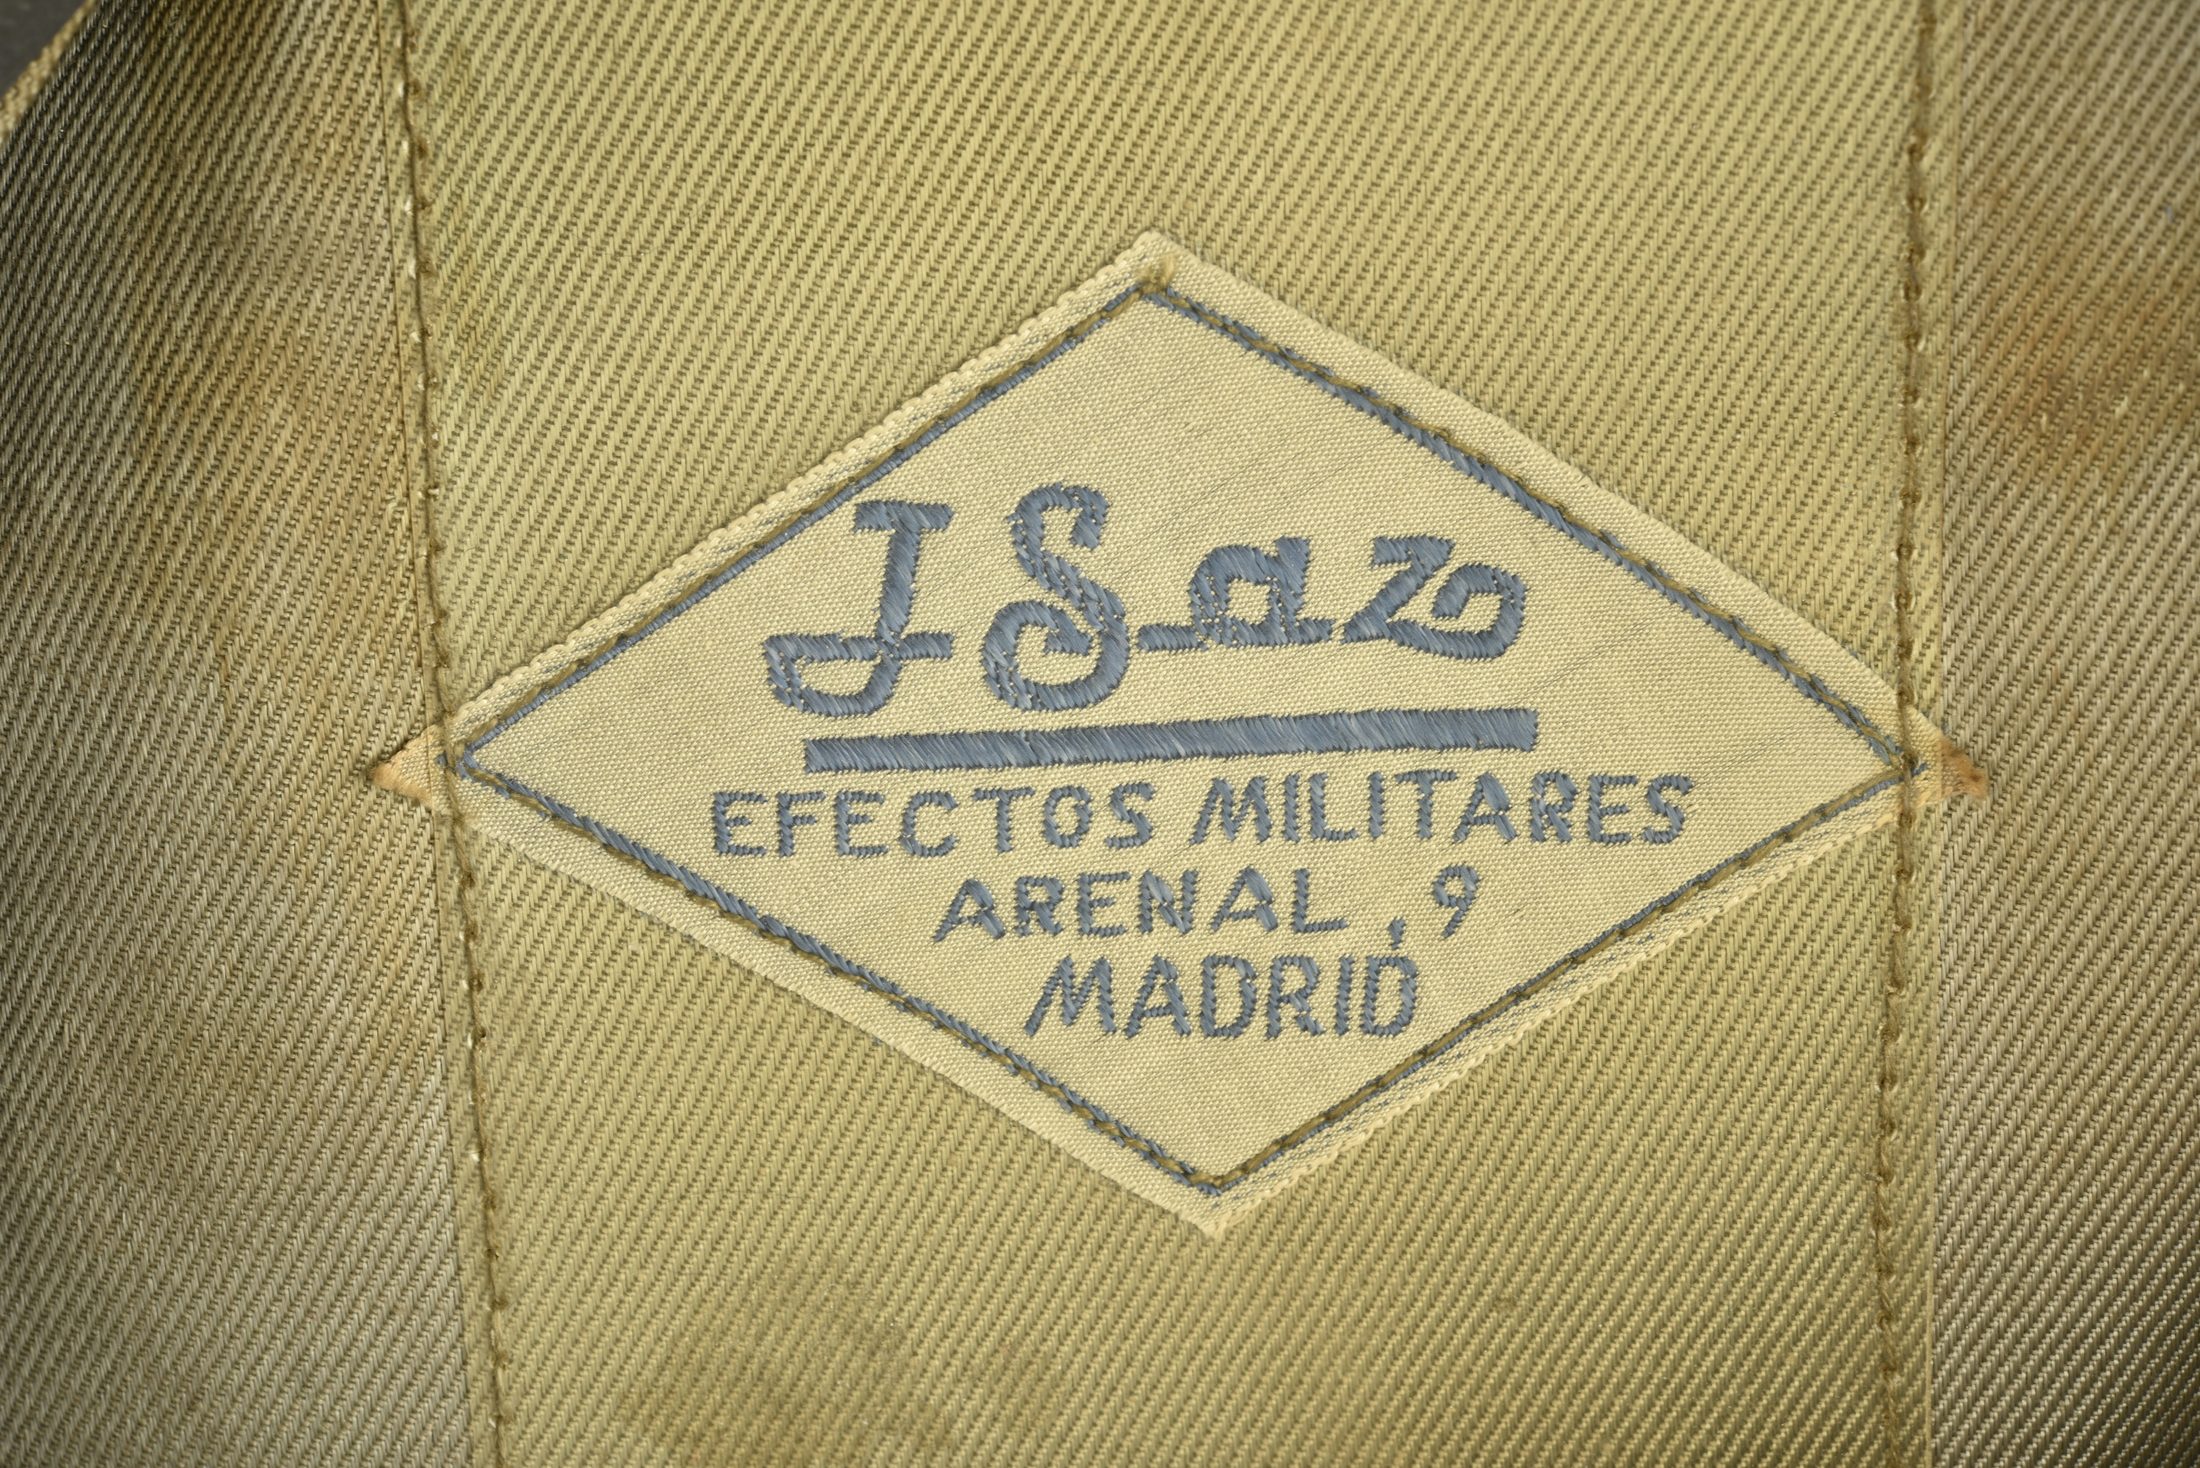 J Sazo
EFECTOS MILITARES
ARENAL, 9
MADRID